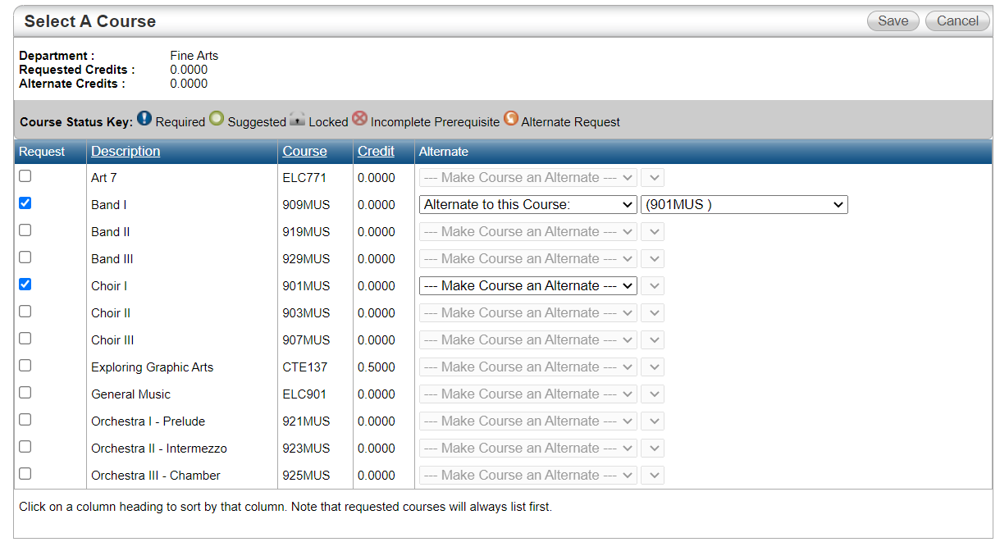 Select A Course Save Cancel
Department : Fine Arts
Requested Credits : 0.0000
Alternate Credits : 0.0000
Course Status Key: Required Suggested Locked Incomplete Prerequisite Alternate Request
Request Description Course Credit Alternate
Art 7 ELC771 0.0000 --- Make Course an Alternate ---
Band I 909MUS 0.0000 Alternate to this Course: (901MUS )
Band II 919MUS 0.0000 --- Make Course an Alternate ---
Band III 929MUS 0.0000 --- Make Course an Alternate ---
Choir I 901MUS 0.0000 --- Make Course an Alternate ---
Choir II 903MUS 0.0000 --- Make Course an Alternate ---
Choir III 907MUS 0.0000 --- Make Course an Alternate ---
Exploring Graphic Arts CTE137 0.5000 --- Make Course an Alternate ---
General Music ELC901 0.0000 --- Make Course an Alternate ---
Orchestra I - Prelude 921MUS 0.0000 --- Make Course an Alternate ---
Orchestra II - Intermezzo 923MUS 0.0000 --- Make Course an Alternate ---
Orchestra III - Chamber 925MUS 0.0000 --- Make Course an Alternate ---
Click on a column heading to sort by that column. Note that requested courses will always list first.